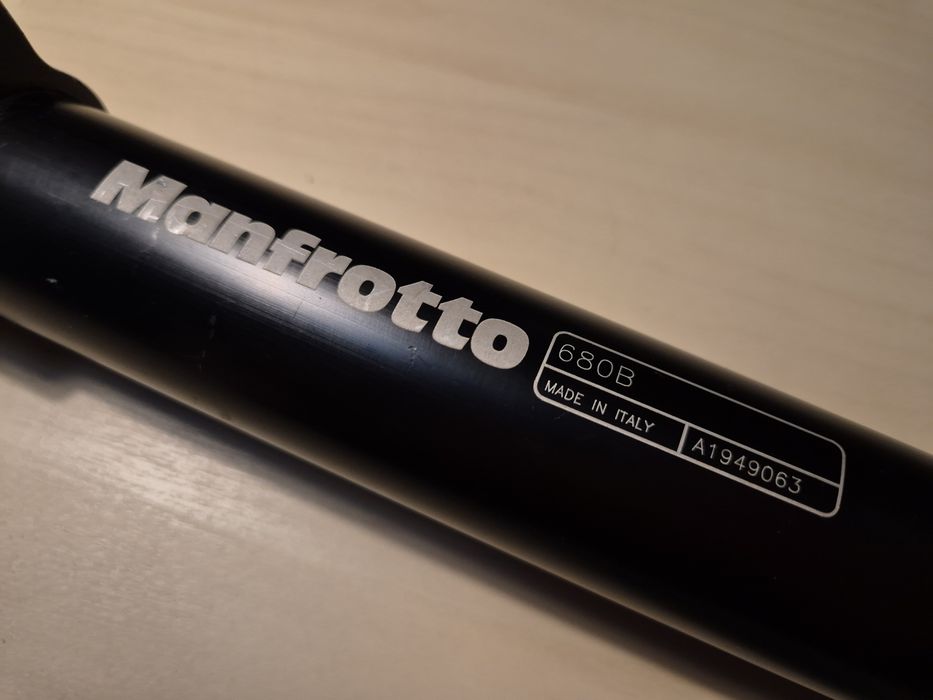 Manfrotto
680B
MADE IN ITALY
A1949063